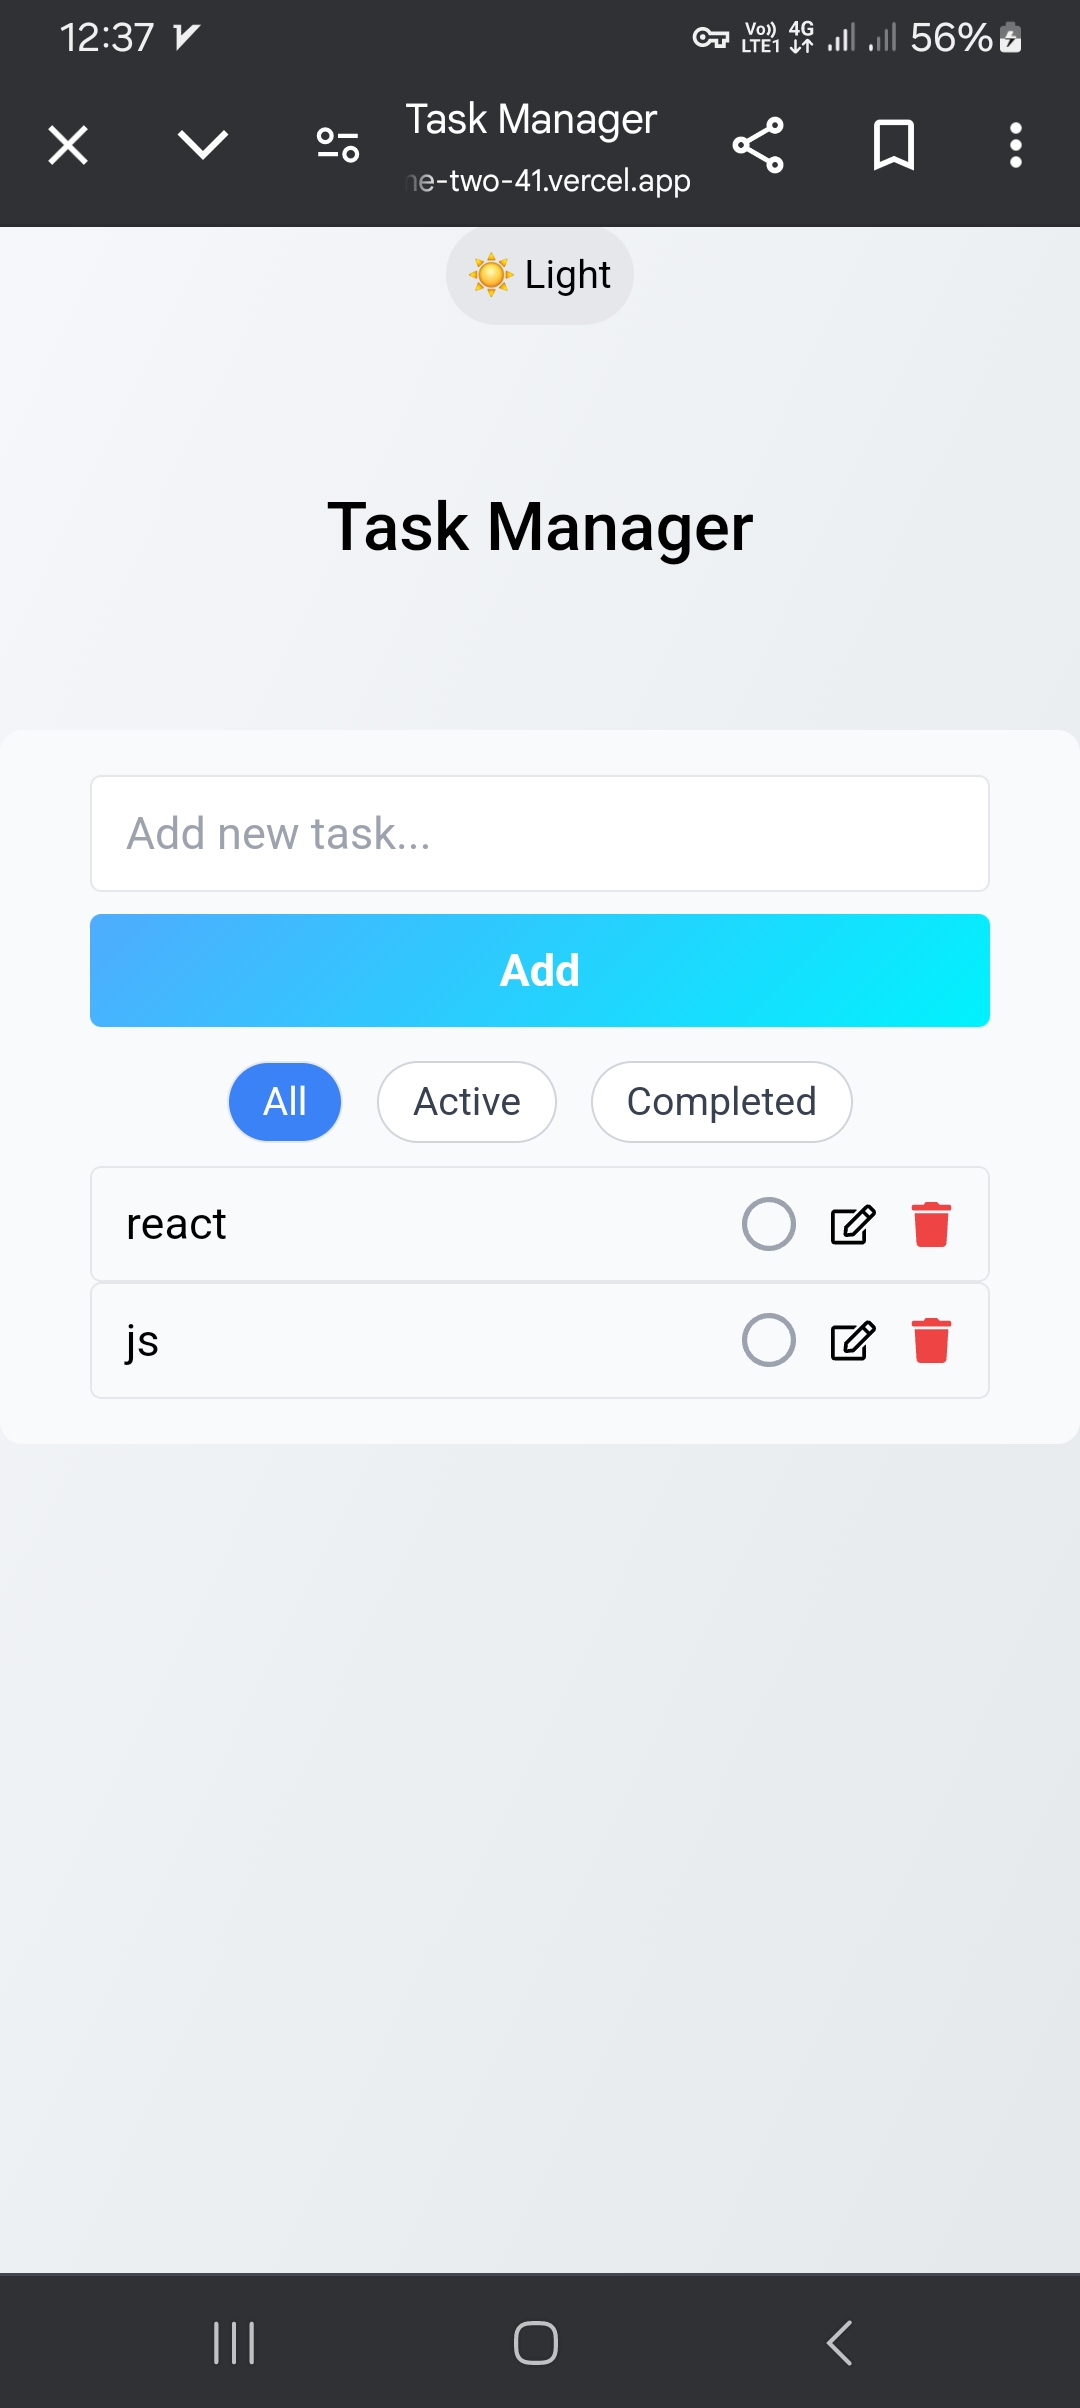 12:37
Vo)) LTE1 4G 56%
Task Manager
ne-two-41.vercel.app
Light
Task Manager
Add new task...
Add
All Active Completed
react
js